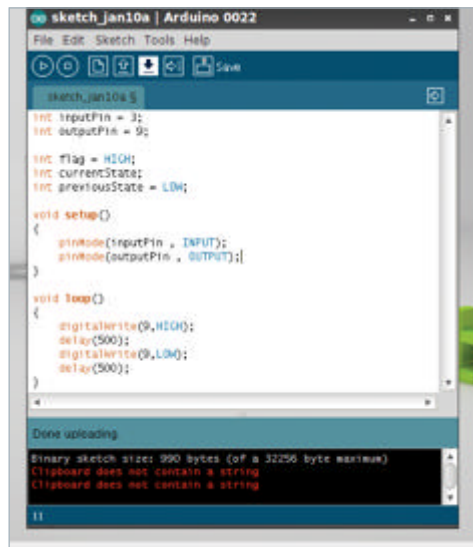 sketch_jan10a | Arduino 0022
File Edit Sketch Tools Help
Save
sketch_jan10a §
int inputPin = 3;
int outputPin = 9;
int flag = HIGH;
int currentState;
int previousState = LOW;
void setup()
{
pinMode(inputPin , INPUT);
pinMode(outputPin , OUTPUT);
}
void loop()
{
digitalWrite(9,HIGH);
delay(500);
digitalWrite(9,LOW);
delay(500);
}
Done uploading.
Binary sketch size: 990 bytes (of a 32256 byte maximum)
Clipboard does not contain a string
Clipboard does not contain a string
11